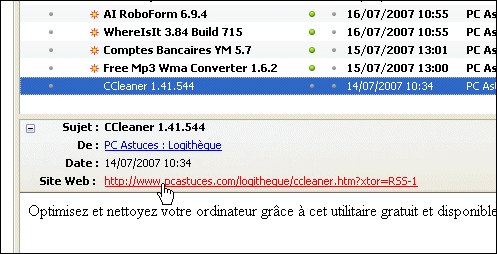 AI RoboForm 6.9.4 16/07/2007 10:55 PC Ast
WhereIsIt 3.84 Build 715 16/07/2007 10:55 PC Ast
Comptes Bancaires YM 5.7 15/07/2007 13:01 PC Ast
Free Mp3 Wma Converter 1.6.2 15/07/2007 13:00 PC Ast
CCleaner 1.41.544 14/07/2007 10:34 PC Astu
Sujet : CCleaner 1.41.544
De : PC Astuces : Logithèque
Date : 14/07/2007 10:34
Site Web : http://www.pcastuces.com/logitheque/ccleaner.htm?xtor=RSS-1
Optimisez et nettoyez votre ordinateur grâce à cet utilitaire gratuit et disponible